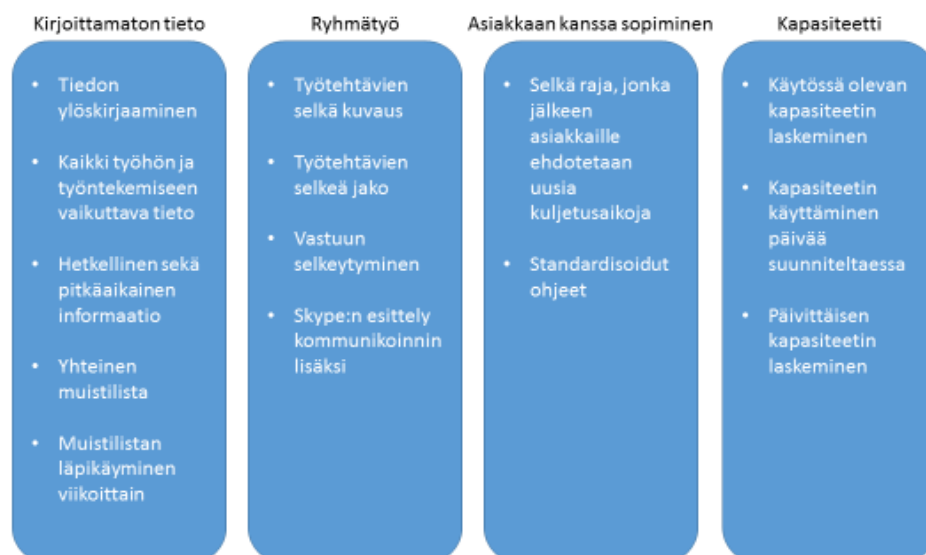 Kirjoittamaton tieto
• Tiedon
ylöskirjaaminen
• Kaikki työhön ja
työntekemiseen
vaikuttava tieto
• Hetkellinen sekä
pitkäaikainen
informaatio
• Yhteinen
muistilista
• Muistilistan
läpikäyminen
viikoittain
Ryhmätyö
• Työtehtävien
selkä kuvaus
• Työtehtävien
selkeä jako
• Vastuun
selkeytyminen
• Skype:n esittely
kommunikoinnin
lisäksi
Asiakkaan kanssa sopiminen
• Selkä raja, jonka
jälkeen
asiakkaille
ehdotetaan
uusia
kuljetusaikoja
• Standardisoidut
ohjeet
Kapasiteetti
• Käytössä olevan
kapasiteetin
laskeminen
• Kapasiteetin
käyttäminen
päivää
suunniteltaessa
• Päivittäisen
kapasiteetin
laskeminen